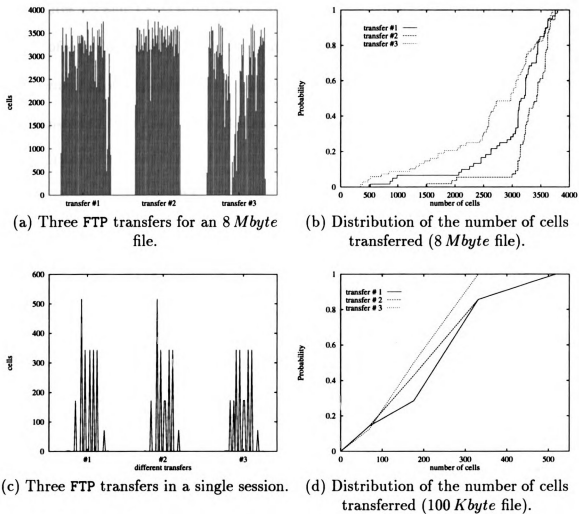 4000
3500
3000
2500
2000
1500
1000
500
0
cells
transfer #1 transfer #2 transfer #3
(a) Three FTP transfers for an 8 Mbyte
file.
1
0.8
0.6
0.4
0.2
0
Probability
transfer #1
transfer #2
transfer #3
0 500 1000 1500 2000 2500 3000 3500 4000
number of cells
(b) Distribution of the number of cells
transferred (8 Mbyte file).
600
500
400
300
200
100
0
cells
#1 #2 #3
different transfers
(c) Three FTP transfers in a single session.
1
0.8
0.6
0.4
0.2
0
Probability
transfer # 1
transfer # 2
transfer # 3
0 100 200 300 400 500
number of cells
(d) Distribution of the number of cells
transferred (100 Kbyte file).